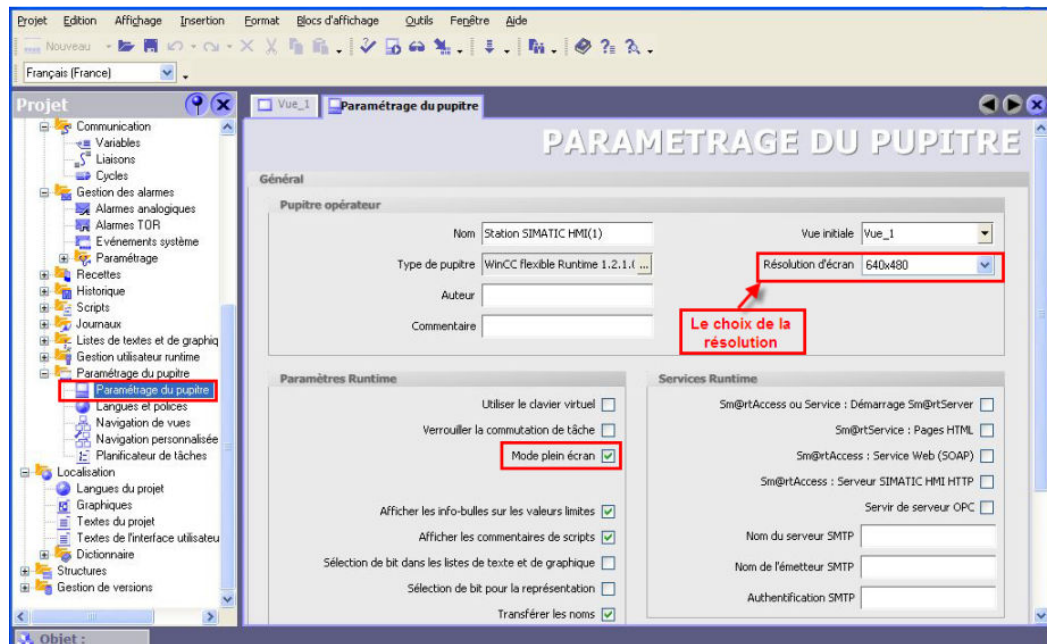 Projet Edition Affichage Insertion Format Blocs d'affichage Outils Fenêtre Aide
Nouveau
Français (France)
Projet
Communication
Variables
Liaisons
Cycles
Gestion des alarmes
Alarmes analogiques
Alarmes TOR
Evénements système
Paramétrage
Recettes
Historique
Scripts
Journaux
Listes de textes et de graphiq
Gestion utilisateur runtime
Paramétrage du pupitre
Paramétrage du pupitre
Langues et polices
Navigation de vues
Navigation personnalisée
Planificateur de tâches
Localisation
Langues du projet
Graphiques
Textes du projet
Textes de l'interface utilisateu
Dictionnaire
Structures
Gestion de versions
Objet :
Vue_1 Paramétrage du pupitre
PARAMETRAGE DU PUPITRE
Général
Pupitre opérateur
Nom Station SIMATIC HMI(1)
Type de pupitre WinCC flexible Runtime 1.2.1.( ...
Auteur
Commentaire
Vue initiale Vue_1
Résolution d'écran 640x480
Le choix de la
résolution
Paramètres Runtime
Utiliser le clavier virtuel
Verrouiller la commutation de tâche
Mode plein écran
Afficher les info-bulles sur les valeurs limites
Afficher les commentaires de scripts
Sélection de bit dans les listes de texte et de graphique
Sélection de bit pour la représentation
Transférer les noms
Services Runtime
Sm@rtAccess ou Service : Démarrage Sm@rtServer
Sm@rtService : Pages HTML
Sm@rtAccess : Service Web (SOAP)
Sm@rtAccess : Serveur SIMATIC HMI HTTP
Servir de serveur OPC
Nom du serveur SMTP
Nom de l'émetteur SMTP
Authentification SMTP